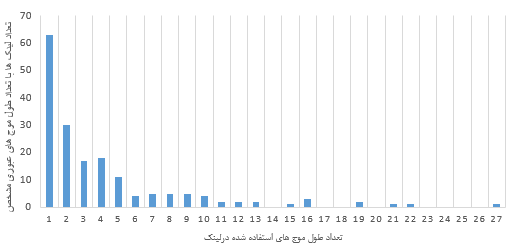 تعداد لینک ها با تعداد طول موج های عبوری مشخص
70
60
50
40
30
20
10
0
1 2 3 4 5 6 7 8 9 10 11 12 13 14 15 16 17 18 19 20 21 22 23 24 25 26 27
تعداد طول موج های استفاده شده درلینک